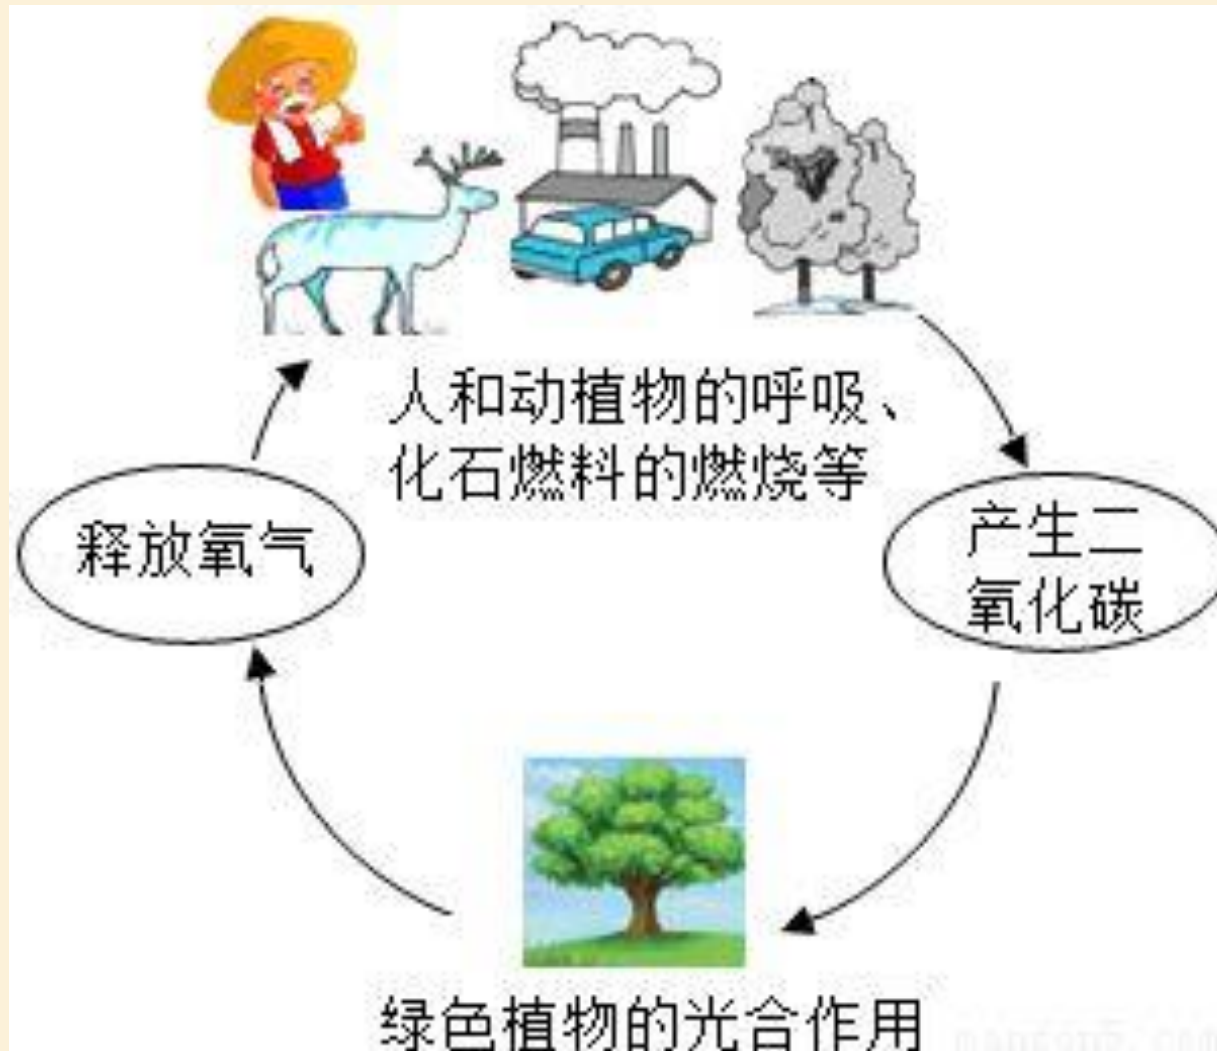 人和动植物的呼吸、
化石燃料的燃烧等
释放氧气
产生二
氧化碳
绿色植物的光合作用